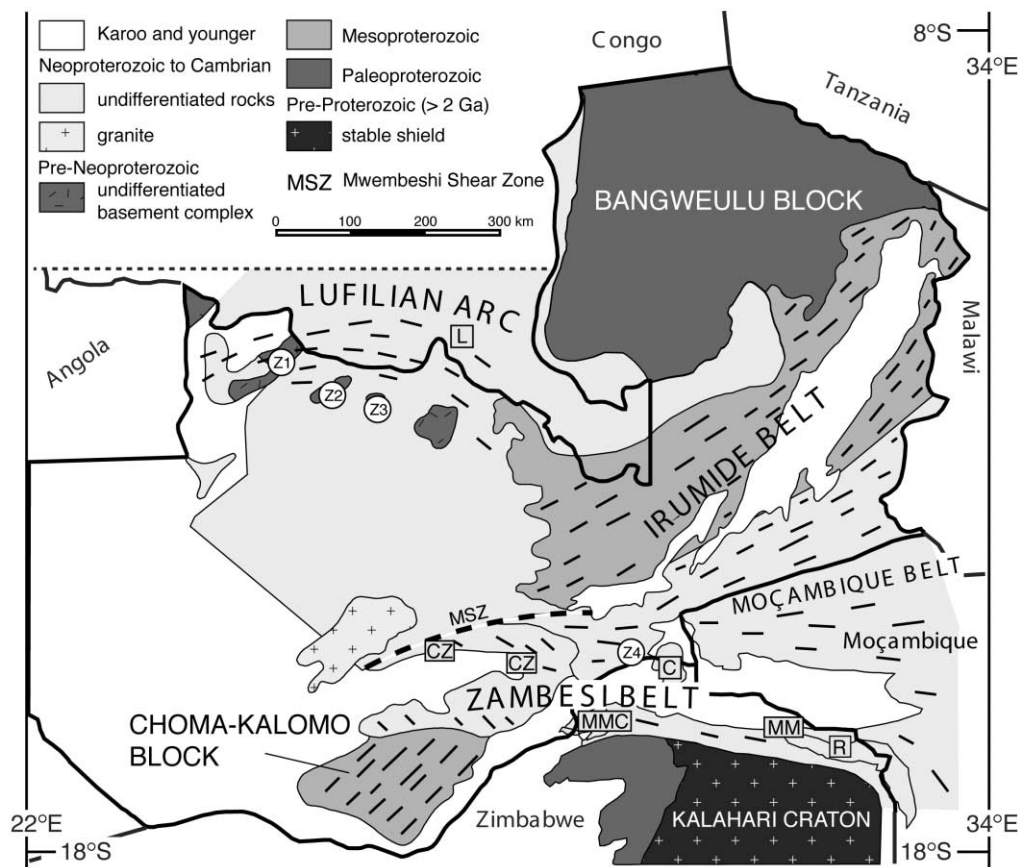 Karoo and younger
Neoproterozoic to Cambrian
undifferentiated rocks
granite
Pre-Neoproterozoic
undifferentiated
basement complex
Mesoproterozoic
Paleoproterozoic
Pre-Proterozoic (> 2 Ga)
stable shield
MSZ Mwembeshi Shear Zone
0 100 200 300 km
Congo
8°S
34°E
Tanzania
BANGWEULU BLOCK
LUFILIAN ARC
L
Angola
Malawi
Z1
Z2
Z3
IRUMIDE BELT
MSZ
MOÇAMBIQUE BELT
Moçambique
CZ
CZ
Z4
C
ZAMBESI BELT
CHOMA-KALOMO
BLOCK
MMC
MM
R
Zimbabwe
KALAHARI CRATON
22°E
34°E
18°S
18°S